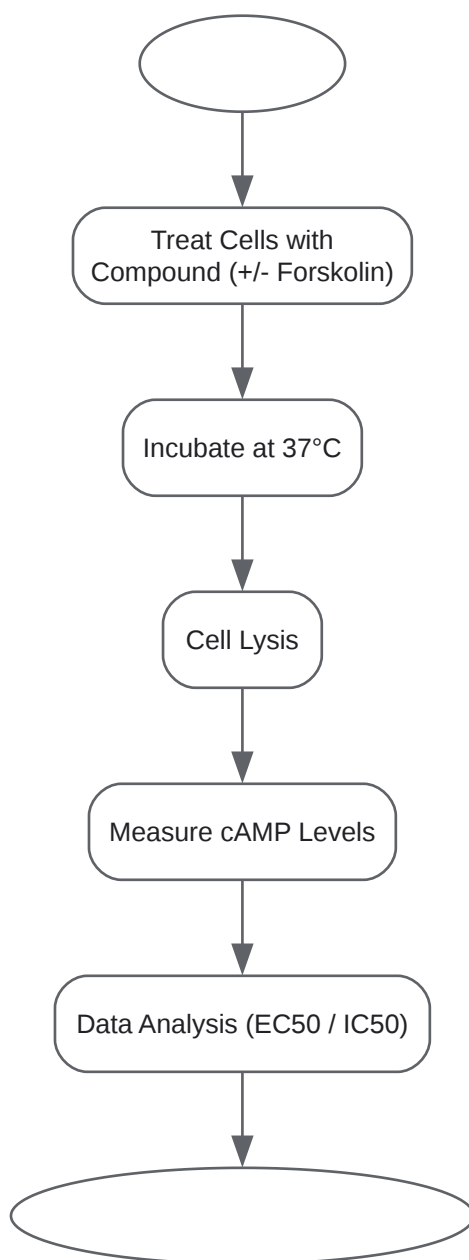 Treat Cells with
Compound (+/- Forskolin)
Incubate at 37°C
Cell Lysis
Measure cAMP Levels
Data Analysis (EC50 / IC50)